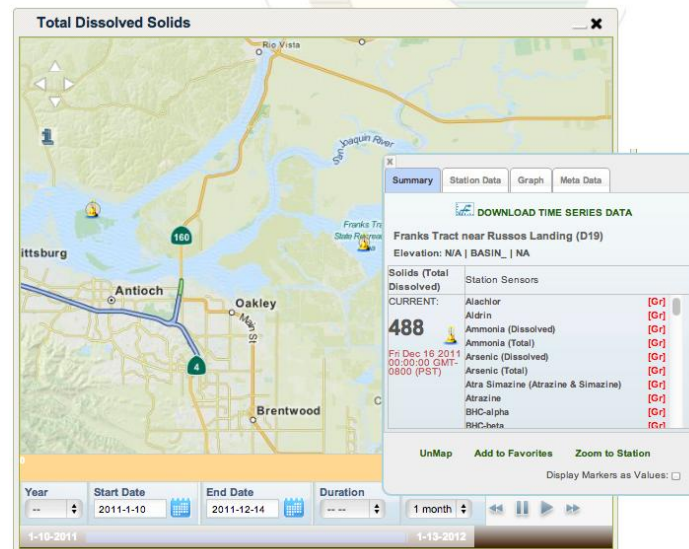 Total Dissolved Solids
Rio Vista
San Joaquin River
160
ittsburg
Antioch
Oakley
Main St
4
Brentwood
Franks Tra
State Recrea
Summary Station Data Graph Meta Data
DOWNLOAD TIME SERIES DATA
Franks Tract near Russos Landing (D19)
Elevation: N/A | BASIN_ | NA
Solids (Total Dissolved)
Station Sensors
CURRENT:
488
Fri Dec 16 2011
00:00:00 GMT-
0800 (PST)
Alachlor [Gr]
Aldrin [Gr]
Ammonia (Dissolved) [Gr]
Ammonia (Total) [Gr]
Arsenic (Dissolved) [Gr]
Arsenic (Total) [Gr]
Atra Simazine (Atrazine & Simazine) [Gr]
Atrazine [Gr]
BHC-alpha [Gr]
BHC-beta [Gr]
UnMap Add to Favorites Zoom to Station
Display Markers as Values:
Year Start Date End Date Duration
-- 2011-1-10 2011-12-14 -- -- 1 month
1-10-2011 1-13-2012